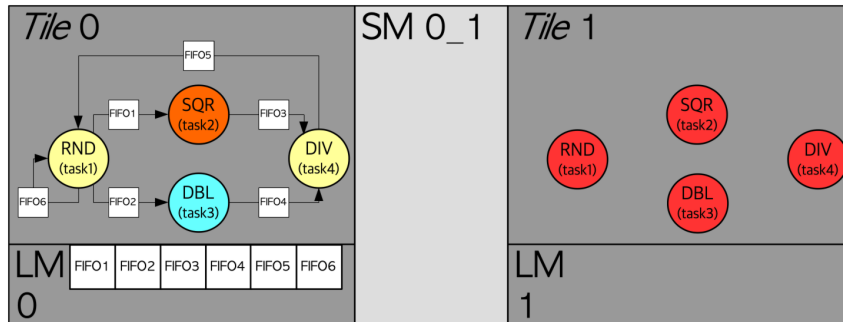 Tile 0
SM 0_1
Tile 1
FIFO5
SQR
(task2)
FIFO1
FIFO3
RND
(task1)
DIV
(task4)
FIFO6
FIFO2
DBL
(task3)
FIFO4
SQR
(task2)
RND
(task1)
DIV
(task4)
DBL
(task3)
LM
0
FIFO1 FIFO2 FIFO3 FIFO4 FIFO5 FIFO6
LM
1